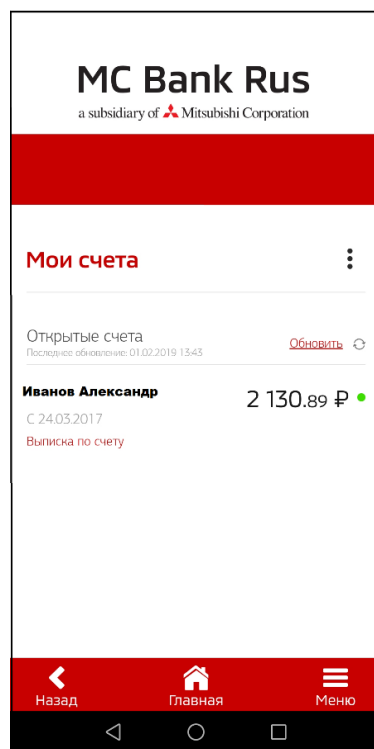 MC Bank Rus
a subsidiary of Mitsubishi Corporation
Мои счета
Открытые счета
Последнее обновление: 01.02.2019 13:43
Обновить
Иванов Александр
2 130.89 ₽
С 24.03.2017
Выписка по счету
Назад
Главная
Меню